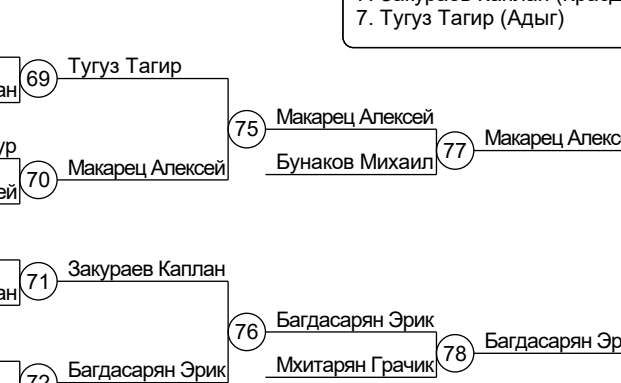 7. Тугуз Тагир (Адыг)
69 Тугуз Тагир
75 Макарец Алексей
Бунаков Михаил
77
70 Макарец Алексей
71 Закураев Каплан
76 Багдасарян Эрик
Мхитарян Грачик
78
72 Багдасарян Эрик